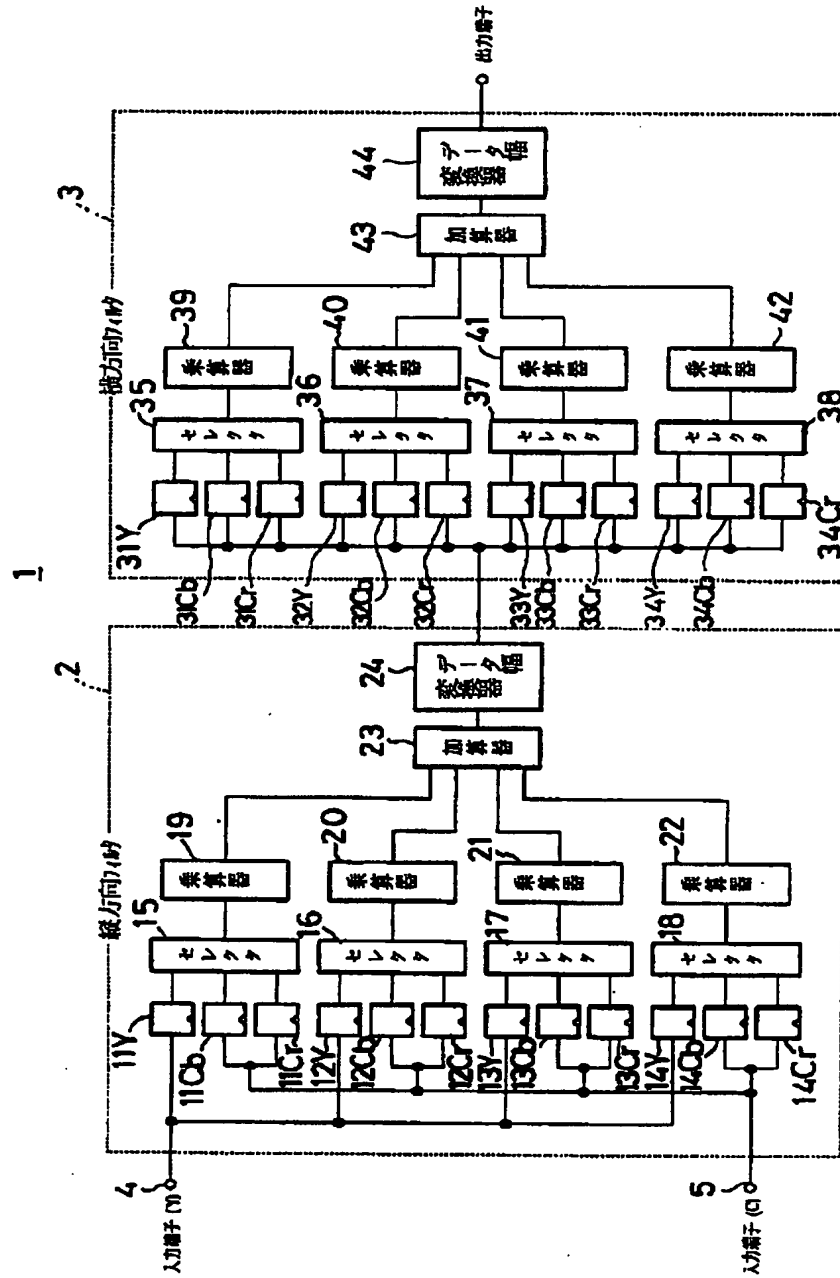 1
2
縦方向フィルタ
入力端子 (Y)
4
入力端子 (C)
5
11Y
11Cb
11Cr
12Y
12Cb
12Cr
13Y
13Cb
13Cr
14Y
14Cb
14Cr
15
セレクタ
16
セレクタ
17
セレクタ
18
セレクタ
19
乗算器
20
乗算器
21
乗算器
22
乗算器
23
加算器
24
データ幅
変換器
3
横方向フィルタ
31Y
31Cb
31Cr
32Y
32Cb
32Cr
33Y
33Cb
33Cr
34Y
34Cb
34Cr
35
セレクタ
36
セレクタ
37
セレクタ
38
セレクタ
39
乗算器
40
乗算器
41
乗算器
42
乗算器
43
加算器
44
データ幅
変換器
出力端子